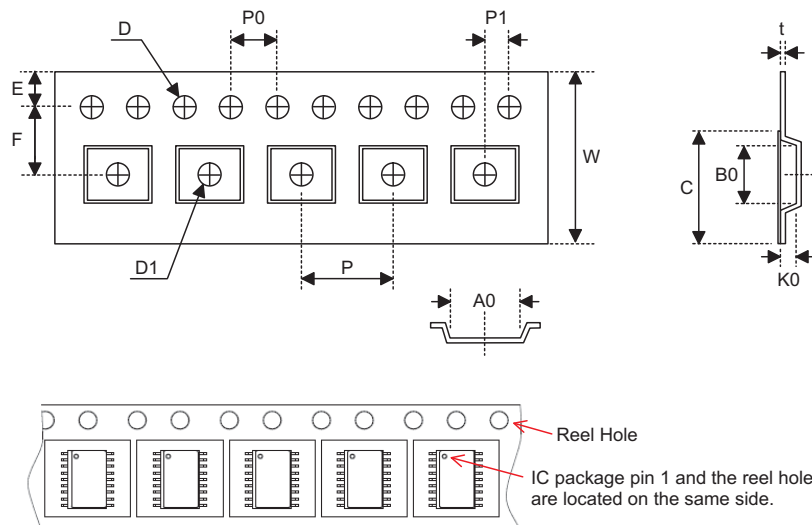 D
P0
P1
t
E
F
W
C
B0
D1
P
K0
A0
Reel Hole
IC package pin 1 and the reel hole
are located on the same side.